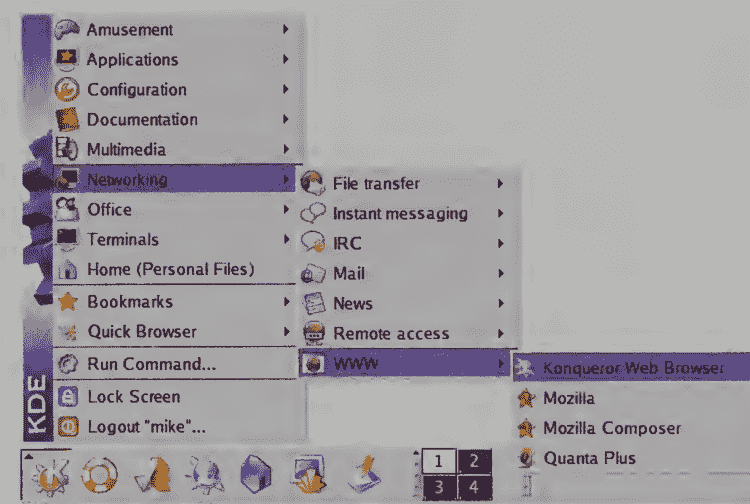 Amusement
Applications
Configuration
Documentation
Multimedia
Networking
Office
Terminals
Home (Personal Files)
Bookmarks
Quick Browser
Run Command...
Lock Screen
Logout "mike"...
KDE
File transfer
Instant messaging
IRC
Mail
News
Remote access
WWW
Konqueror Web Browser
Mozilla
Mozilla Composer
Quanta Plus
1 2
3 4